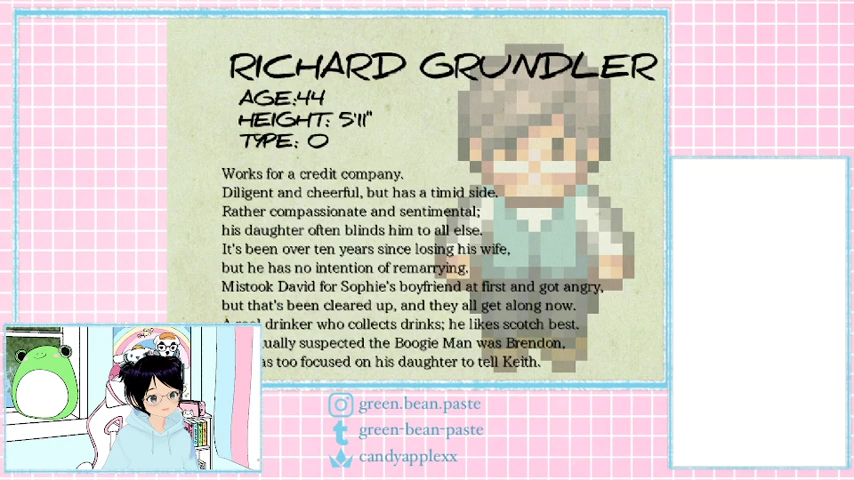 RICHARD GRUNDLER
AGE:44
HEIGHT: 5'11"
TYPE: O
Works for a credit company.
Diligent and cheerful, but has a timid side.
Rather compassionate and sentimental;
his daughter often blinds him to all else.
It's been over ten years since losing his wife,
but he has no intention of remarrying.
Mistook David for Sophie's boyfriend at first and got angry,
but that's been cleared up, and they all get along now.
drinker who collects drinks; he likes scotch best.
suspected the Boogie Man was Brendon,
too focused on his daughter to tell Keith.
green.bean.paste
green-bean-paste
candyapplexx